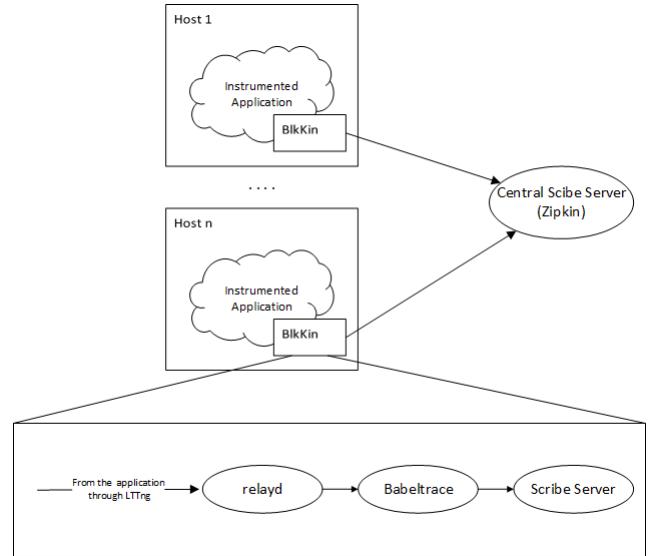 Host 1
Instrumented
Application
BlkKin
. . . .
Central Scibe Server
(Zipkin)
Host n
Instrumented
Application
BlkKin
From the application
through LTTng
relayd
Babeltrace
Scribe Server